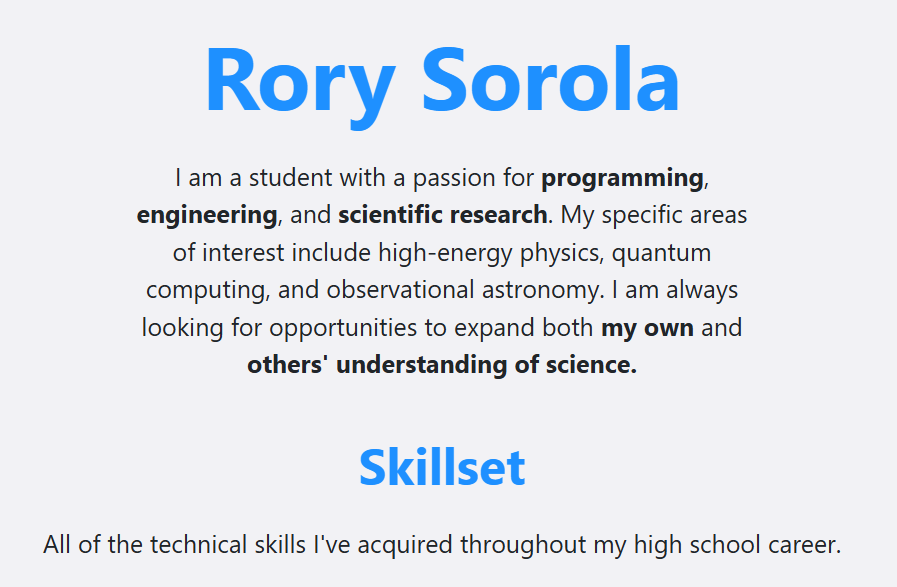 Rory Sorola
I am a student with a passion for programming,
engineering, and scientific research. My specific areas
of interest include high-energy physics, quantum
computing, and observational astronomy. I am always
looking for opportunities to expand both my own and
others' understanding of science.
Skillset
All of the technical skills I've acquired throughout my high school career.